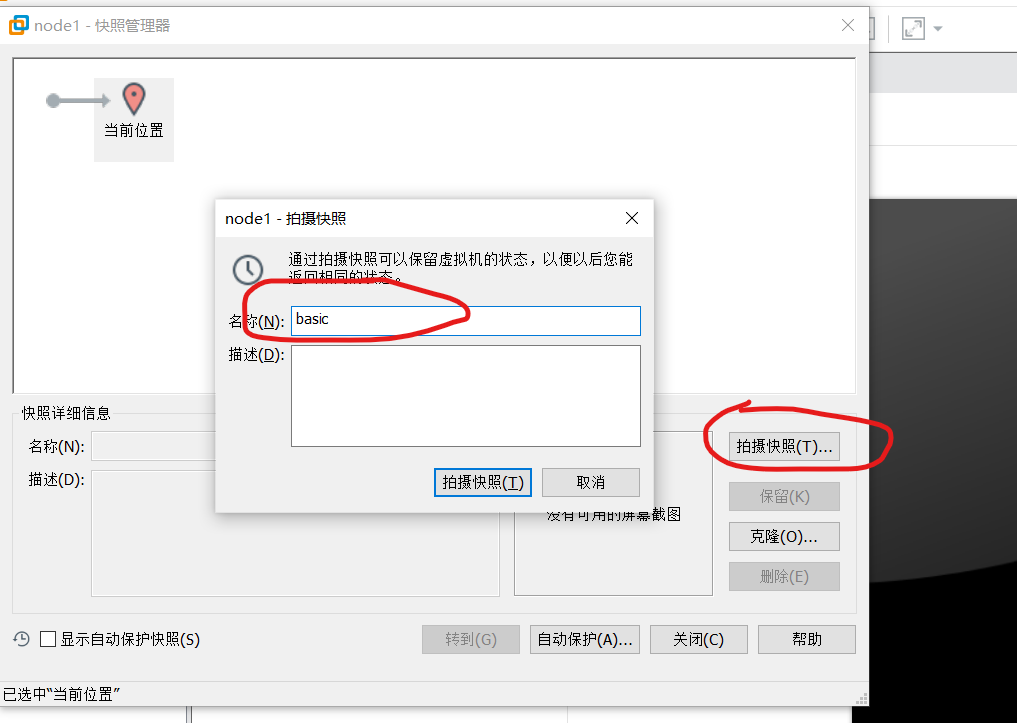 node1 - 快照管理器
当前位置
node1 - 拍摄快照
通过拍摄快照可以保留虚拟机的状态，以便以后您能
返回相同的状态。
名称(N): basic
描述(D):
拍摄快照(T) 取消
快照详细信息
名称(N):
描述(D):
没有可用的屏幕截图
拍摄快照(T)...
保留(K)
克隆(O)...
删除(E)
显示自动保护快照(S) 转到(G) 自动保护(A)... 关闭(C) 帮助
已选中“当前位置”